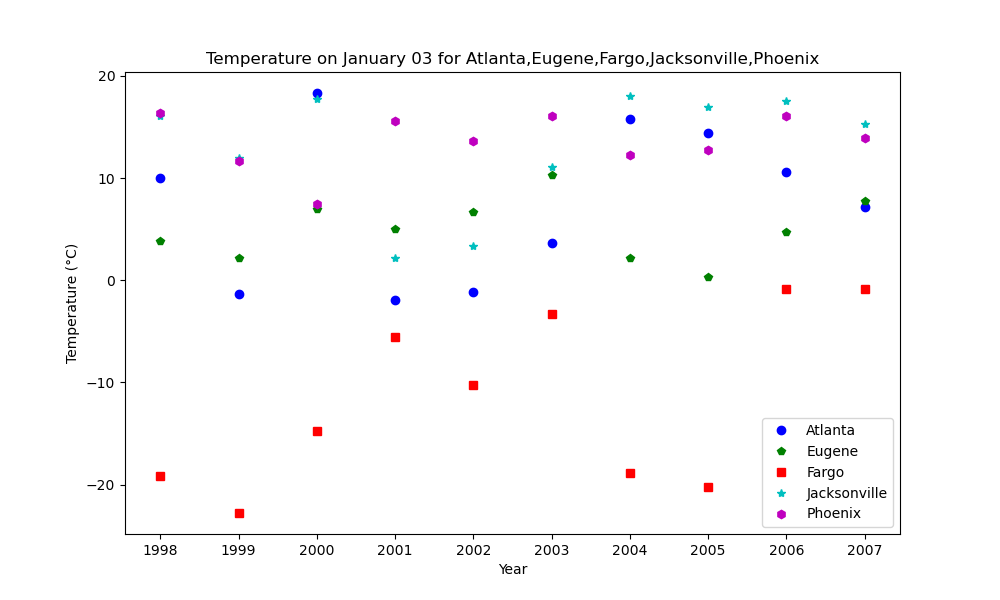 Temperature on January 03 for Atlanta,Eugene,Fargo,Jacksonville,Phoenix
Temperature (°C)
20
10
0
−10
−20
Atlanta
Eugene
Fargo
Jacksonville
Phoenix
1998 1999 2000 2001 2002 2003 2004 2005 2006 2007
Year